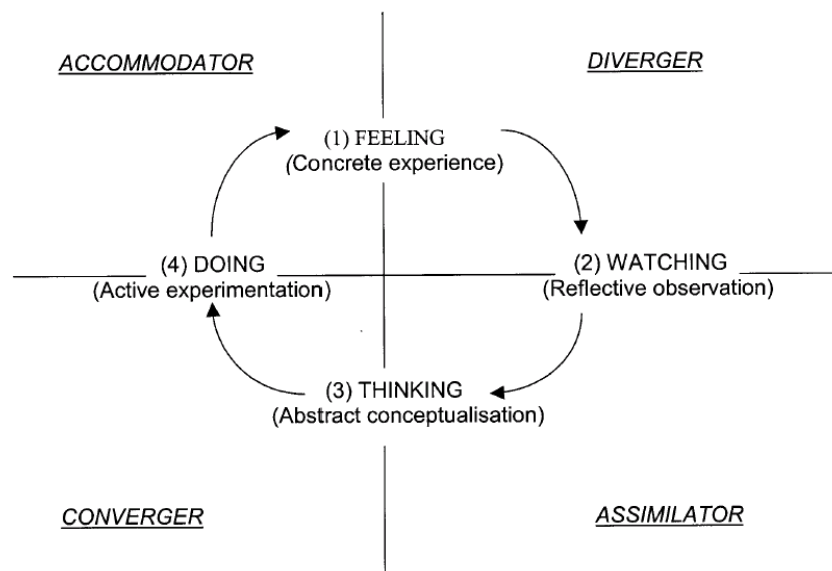 ACCOMMODATOR
DIVERGER
(1) FEELING
(Concrete experience)
(4) DOING
(Active experimentation)
(2) WATCHING
(Reflective observation)
(3) THINKING
(Abstract conceptualisation)
CONVERGER
ASSIMILATOR